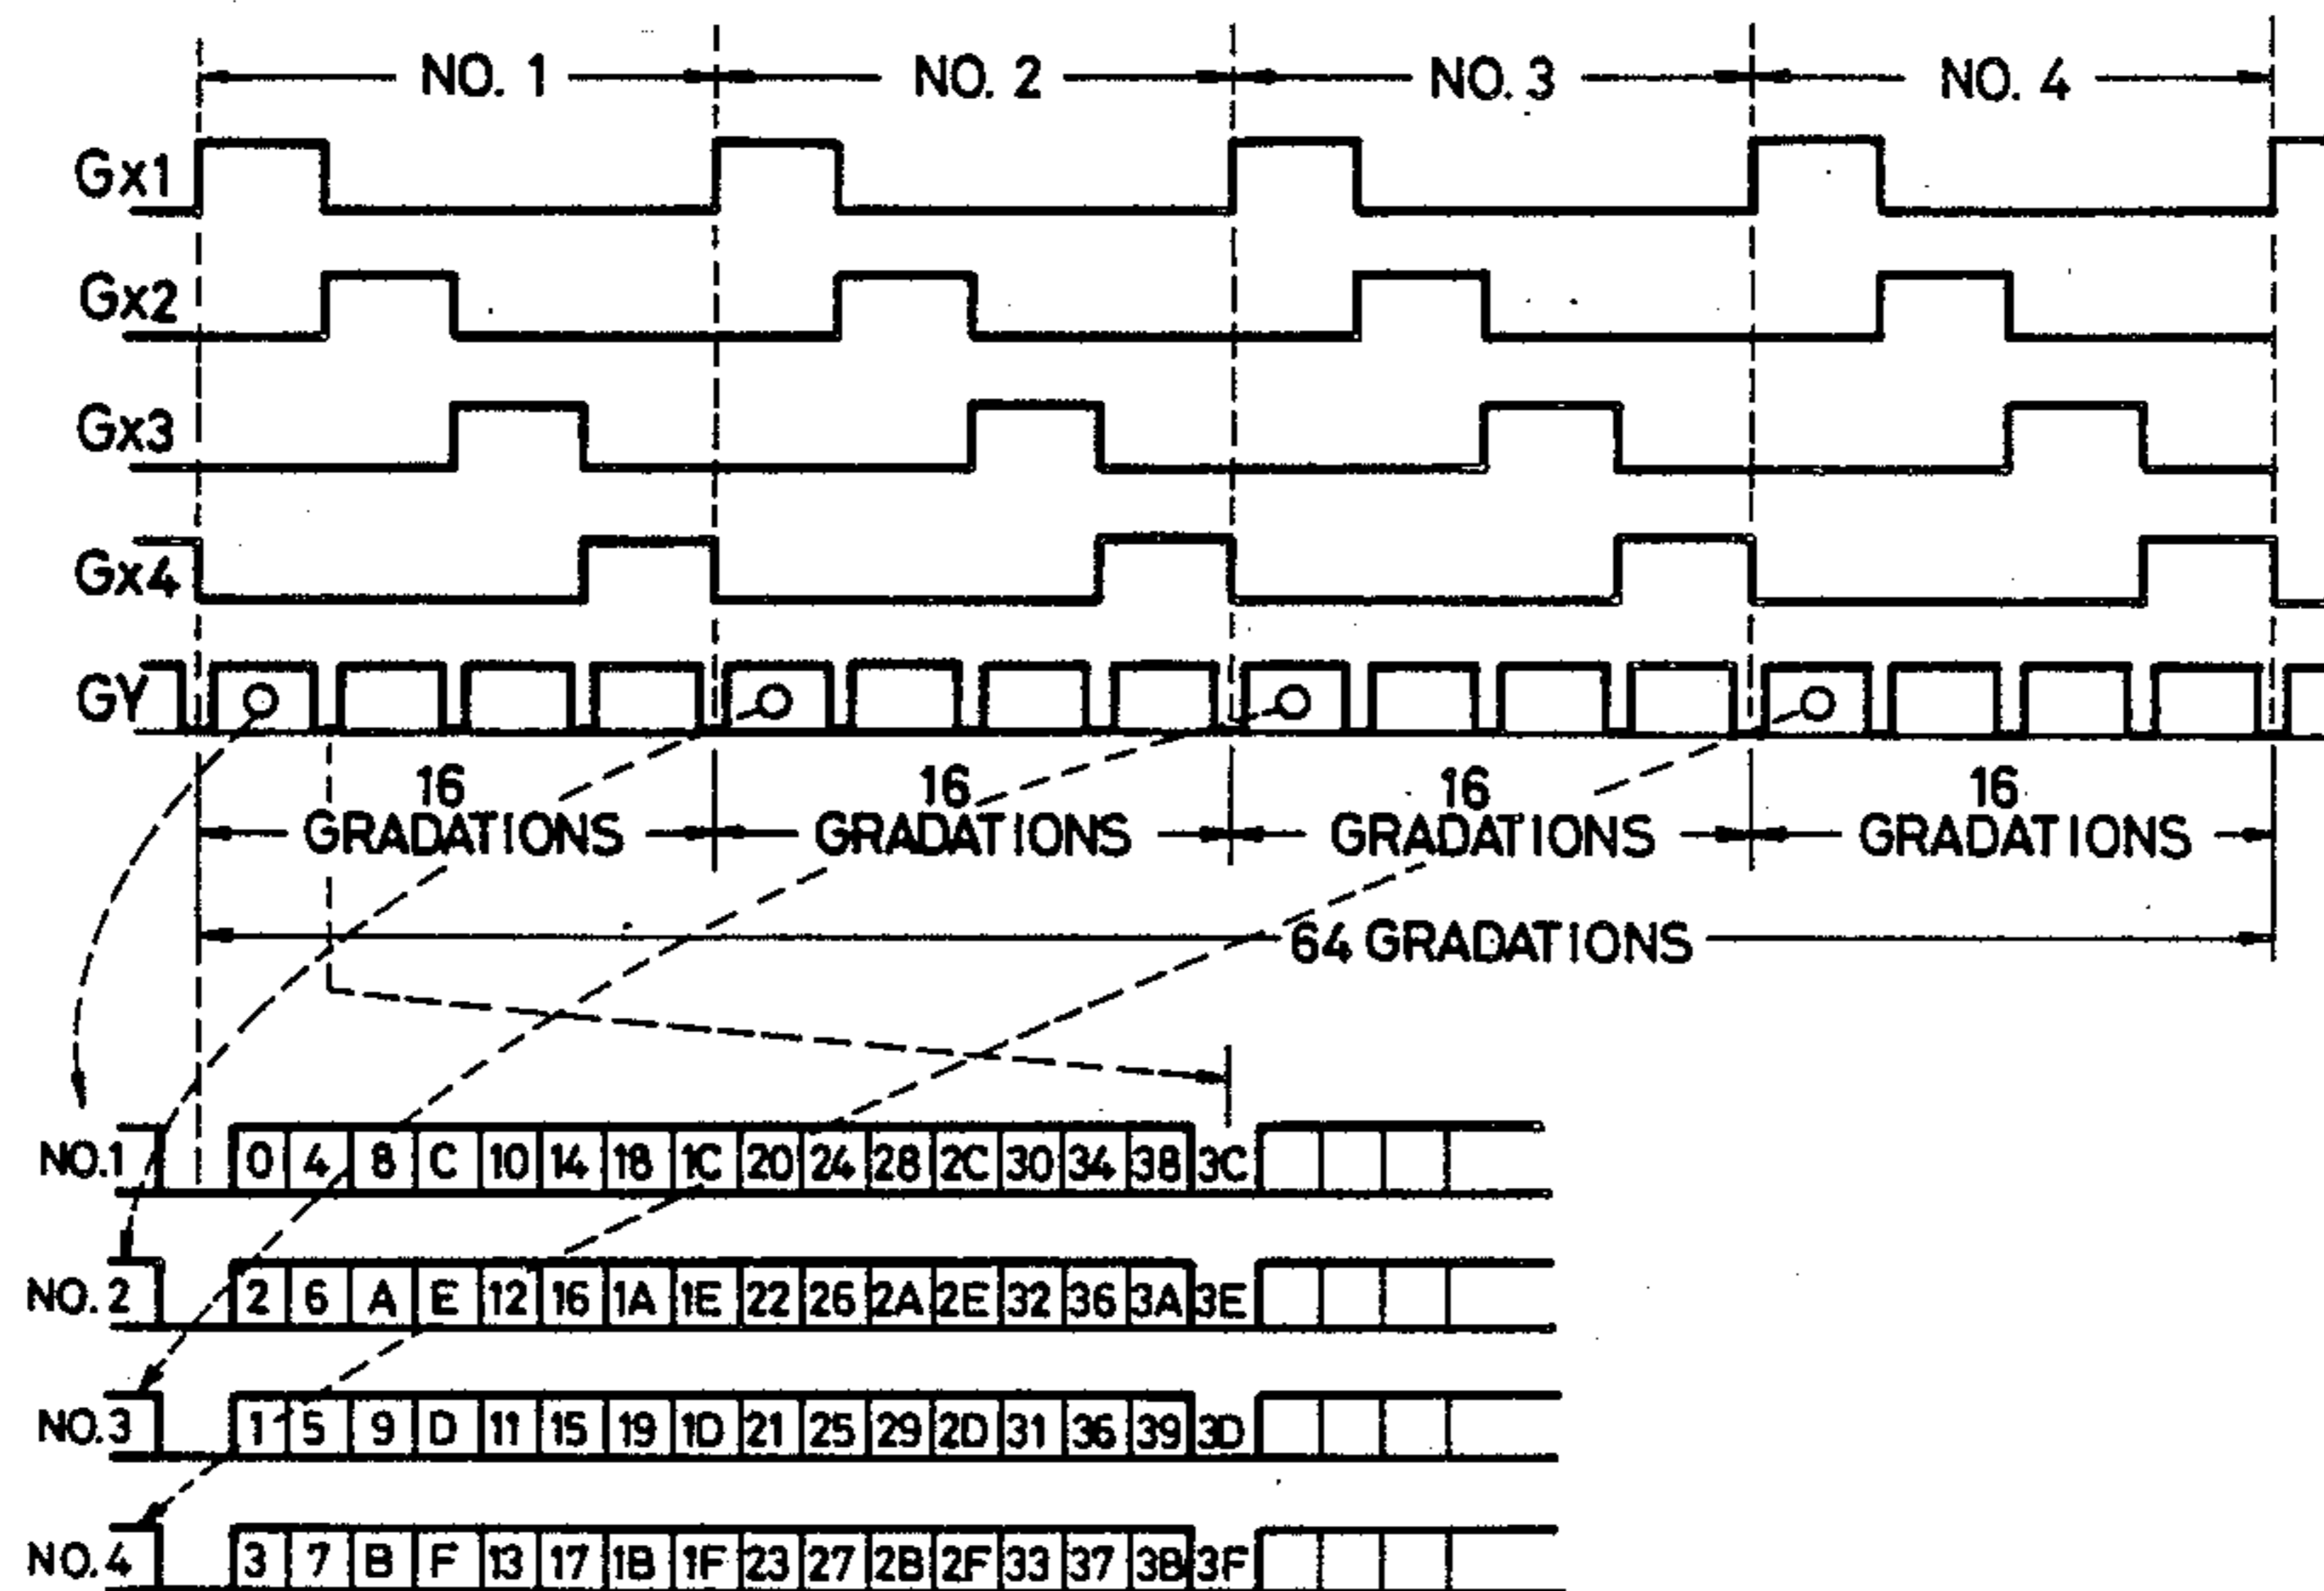 NO. 1 NO. 2 NO. 3 NO. 4
Gx1
Gx2
Gx3
Gx4
GY
16 16 16 16
GRADATIONS GRADATIONS GRADATIONS GRADATIONS
64 GRADATIONS
NO.1 0 4 8 C 10 14 18 1C 20 24 28 2C 30 34 38 3C
NO. 2 2 6 A E 12 16 1A 1E 22 26 2A 2E 32 36 3A 3E
NO.3 1 5 9 D 11 15 19 1D 21 25 29 2D 31 36 39 3D
NO.4 3 7 B F 13 17 1B 1F 23 27 2B 2F 33 37 3B 3F